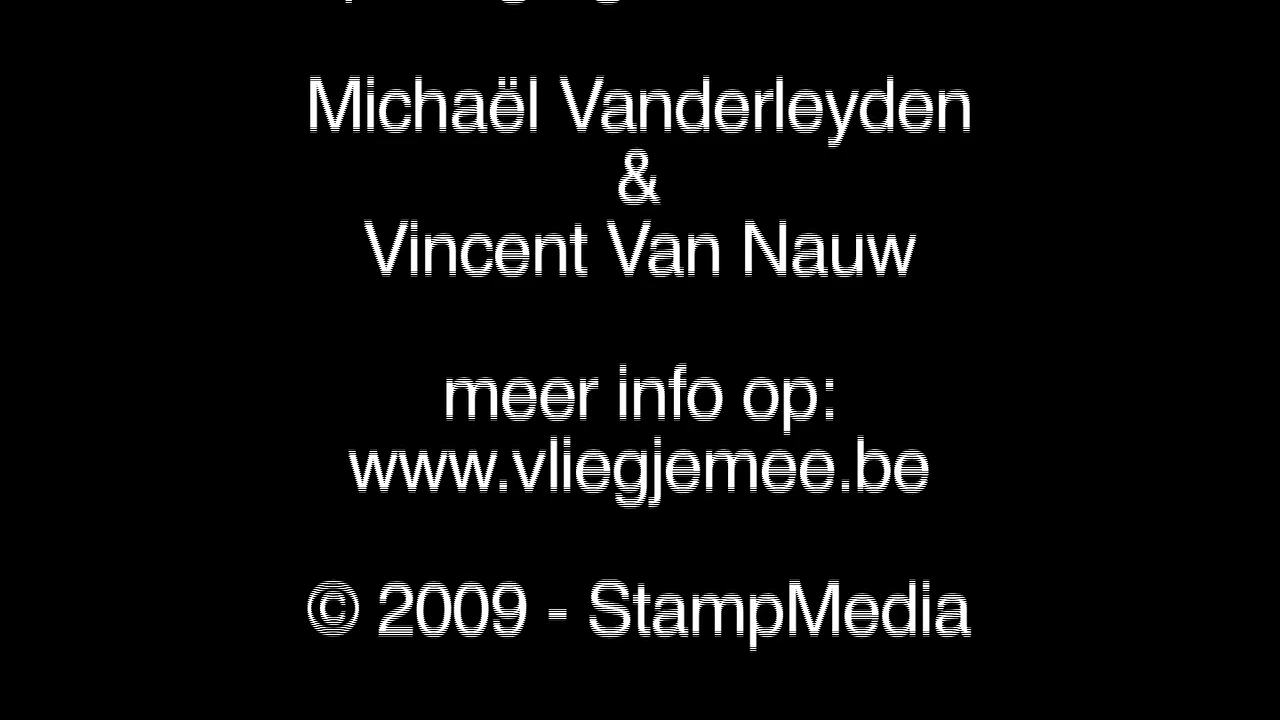 Michaël Vanderleyden
&
Vincent Van Nauw
meer info op:
www.vliegjemee.be
© 2009 - StampMedia